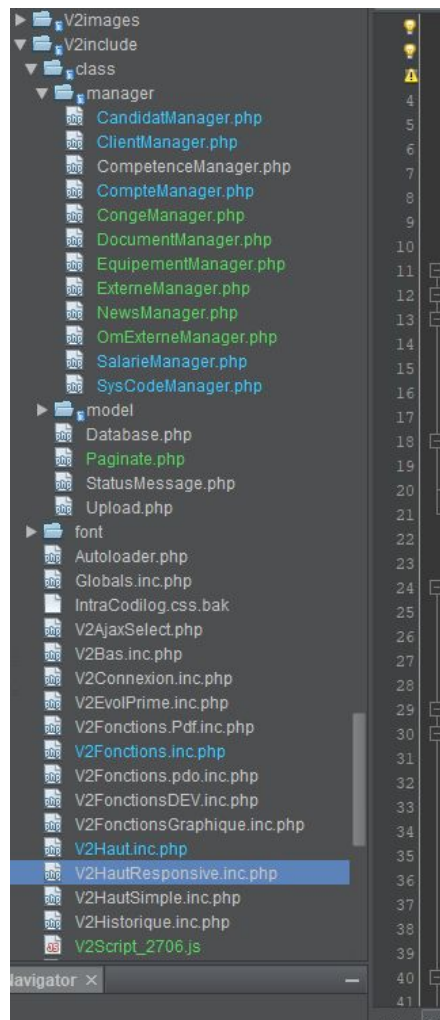 V2images
V2include
class
manager
CandidatManager.php
ClientManager.php
CompetenceManager.php
CompteManager.php
CongeManager.php
DocumentManager.php
EquipementManager.php
ExterneManager.php
NewsManager.php
OmExterneManager.php
SalarieManager.php
SysCodeManager.php
model
Database.php
Paginate.php
StatusMessage.php
Upload.php
font
Autoloader.php
Globals.inc.php
IntraCodilog.css.bak
V2AjaxSelect.php
V2Bas.inc.php
V2Connexion.inc.php
V2EvolPrime.inc.php
V2Fonctions.Pdf.inc.php
V2Fonctions.inc.php
V2Fonctions.pdo.inc.php
V2FonctionsDEV.inc.php
V2FonctionsGraphique.inc.php
V2Haut.inc.php
V2HautResponsive.inc.php
V2HautSimple.inc.php
V2Historique.inc.php
V2Script_2706.js
Navigator ×
4
5
6
7
8
9
10
11
12
13
14
15
16
17
18
19
20
21
22
23
24
25
26
27
28
29
30
31
32
33
34
35
36
37
38
39
40
41